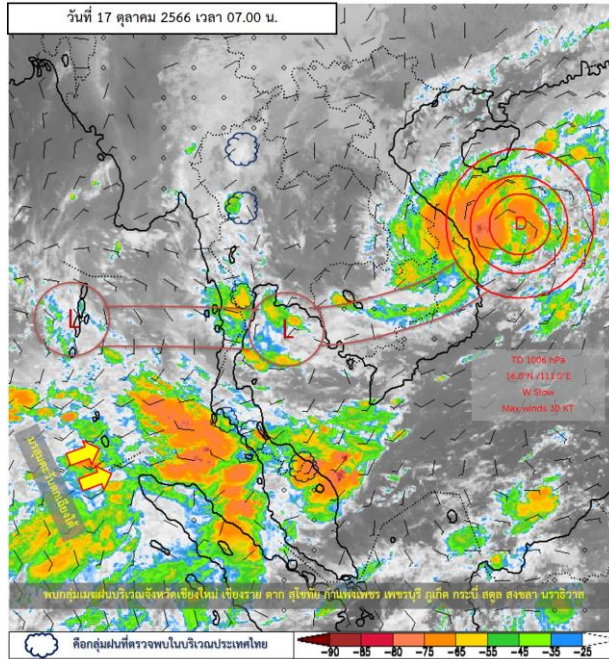 วันที่ 17 ตุลาคม 2566 เวลา 07.00 น.
D
L
L
TD 1006 hPa
16.0°N /111.0°E
W Slow
Max winds 30 KT
มรสุมตะวันตกเฉียงใต้
พบกลุ่มเมฆฝนบริเวณจังหวัดเชียงใหม่ เชียงราย ตาก สุโขทัย กำแพงเพชร เพชรบุรี ภูเก็ต กระบี่ สตูล สงขลา นราธิวาส
คือกลุ่มฝนที่ตรวจพบในบริเวณประเทศไทย
-90 -85 -80 -75 -65 -55 -45 -35 -25